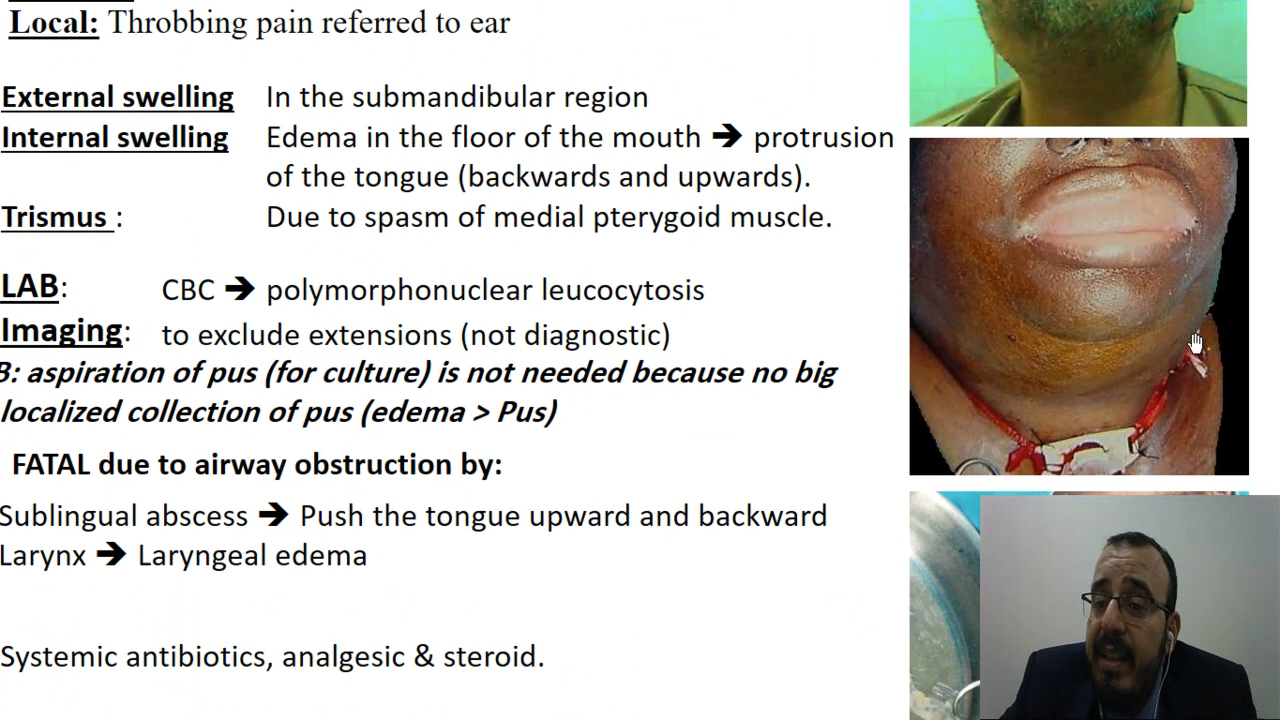 Local: Throbbing pain referred to ear
External swelling In the submandibular region
Internal swelling Edema in the floor of the mouth ➔ protrusion
of the tongue (backwards and upwards).
Trismus : Due to spasm of medial pterygoid muscle.
LAB: CBC ➔ polymorphonuclear leucocytosis
Imaging: to exclude extensions (not diagnostic)
B: aspiration of pus (for culture) is not needed because no big
localized collection of pus (edema > Pus)
FATAL due to airway obstruction by:
Sublingual abscess ➔ Push the tongue upward and backward
Larynx ➔ Laryngeal edema
Systemic antibiotics, analgesic & steroid.